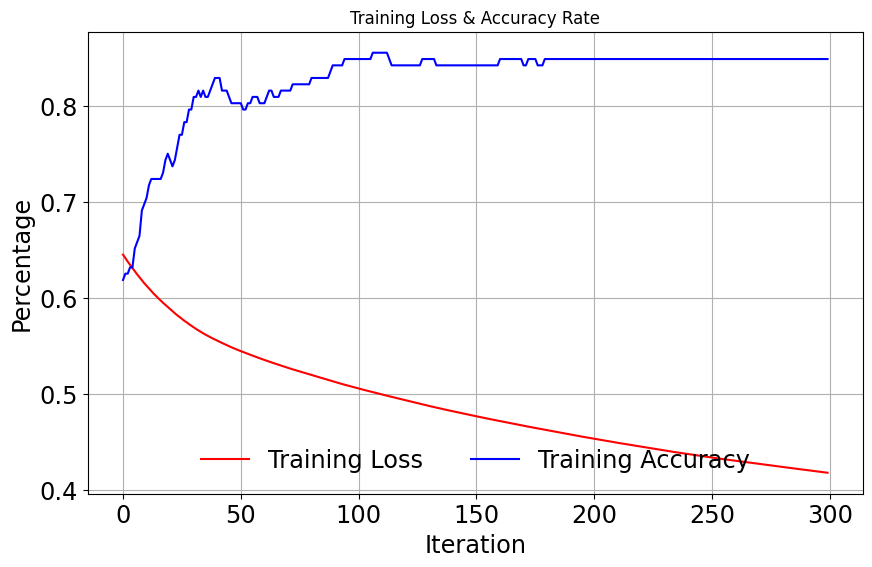 Training Loss & Accuracy Rate
Percentage
0.8
0.7
0.6
0.5
0.4
Training Loss
Training Accuracy
0 50 100 150 200 250 300
Iteration